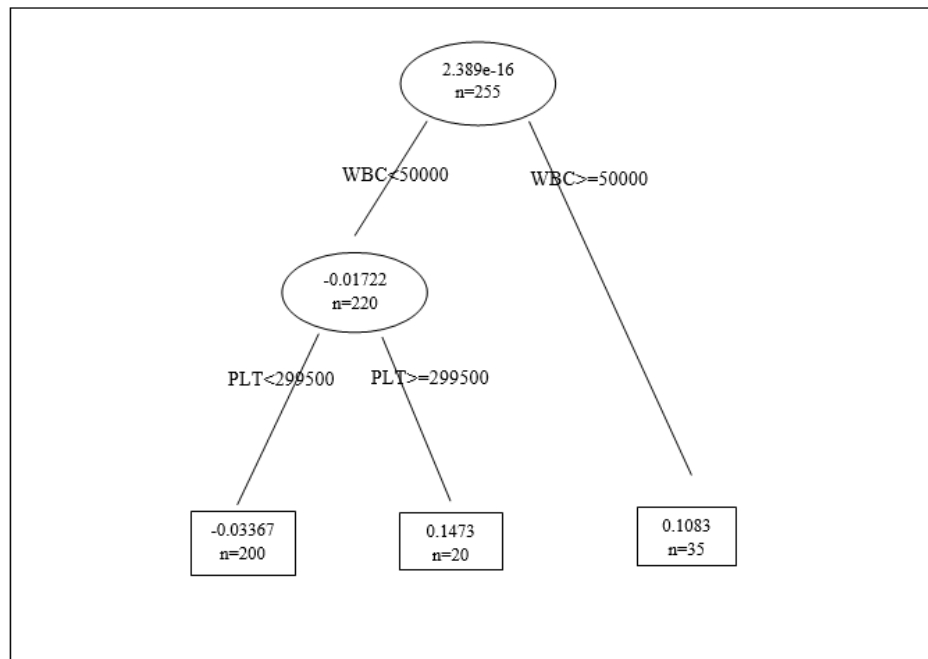 2.389e-16
n=255
WBC<50000
WBC>=50000
-0.01722
n=220
PLT<299500
PLT>=299500
-0.03367
n=200
0.1473
n=20
0.1083
n=35